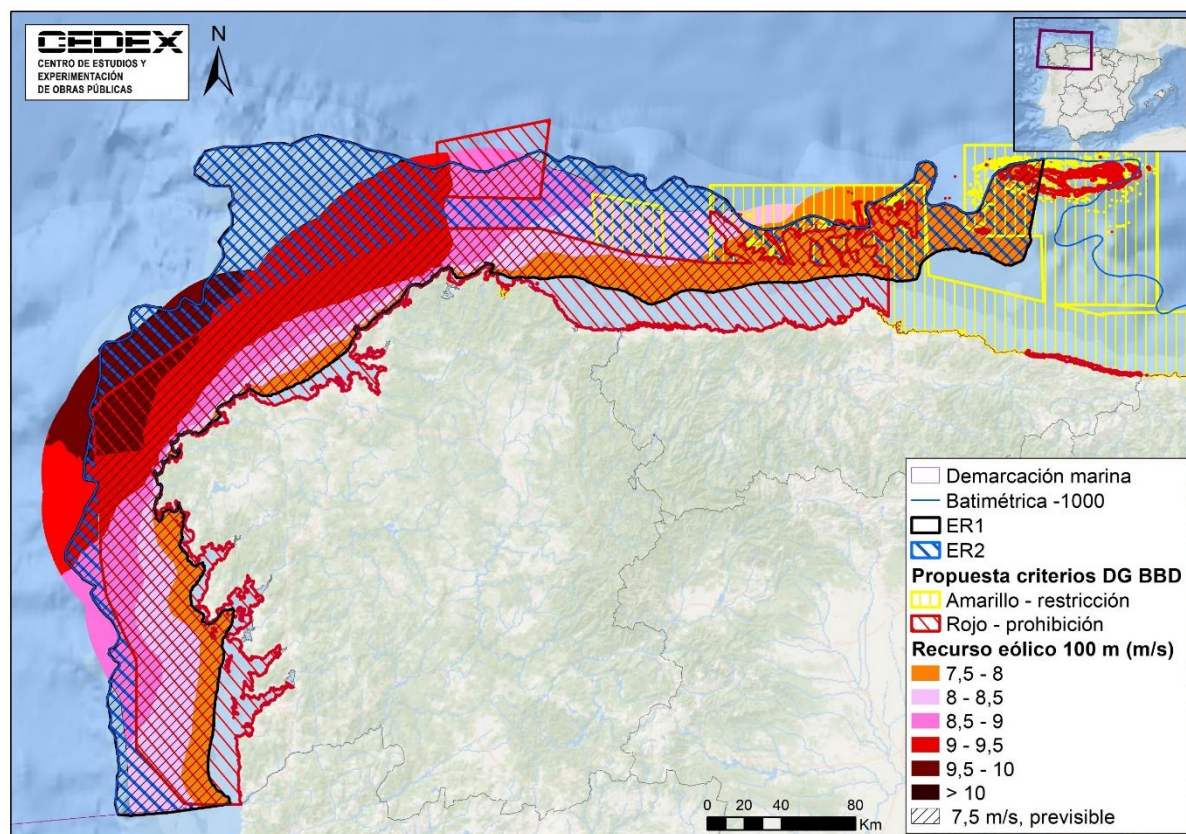 CEDEX
CENTRO DE ESTUDIOS Y
EXPERIMENTACIÓN
DE OBRAS PÚBLICAS
N
Demarcación marina
Batimétrica -1000
ER1
ER2
Propuesta criterios DG BBD
Amarillo - restricción
Rojo - prohibición
Recurso eólico 100 m (m/s)
7,5 - 8
8 - 8,5
8,5 - 9
9 - 9,5
9,5 - 10
> 10
7,5 m/s, previsible
0 20 40 80
Km